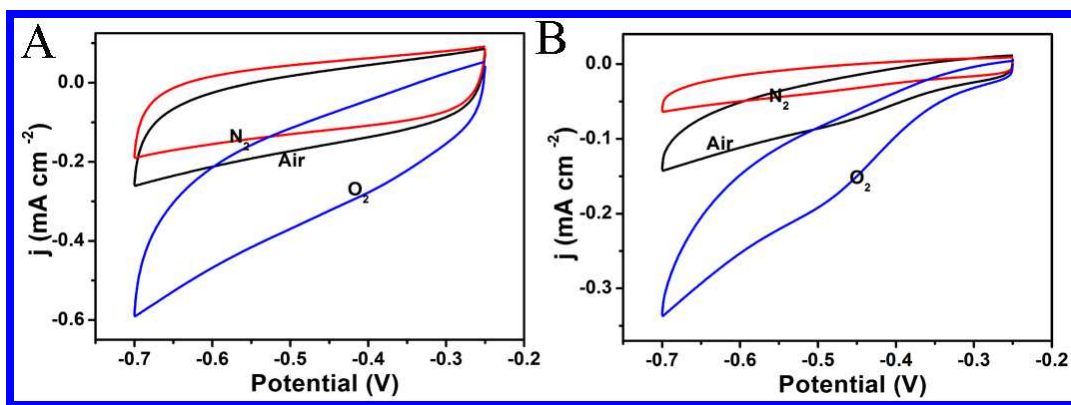 A
0.0
-0.2
-0.4
-0.6
j (mA cm⁻²)
N₂
Air
O₂
-0.7 -0.6 -0.5 -0.4 -0.3 -0.2
Potential (V)
B
0.0
-0.1
-0.2
-0.3
j (mA cm⁻²)
N₂
Air
O₂
-0.7 -0.6 -0.5 -0.4 -0.3 -0.2
Potential (V)